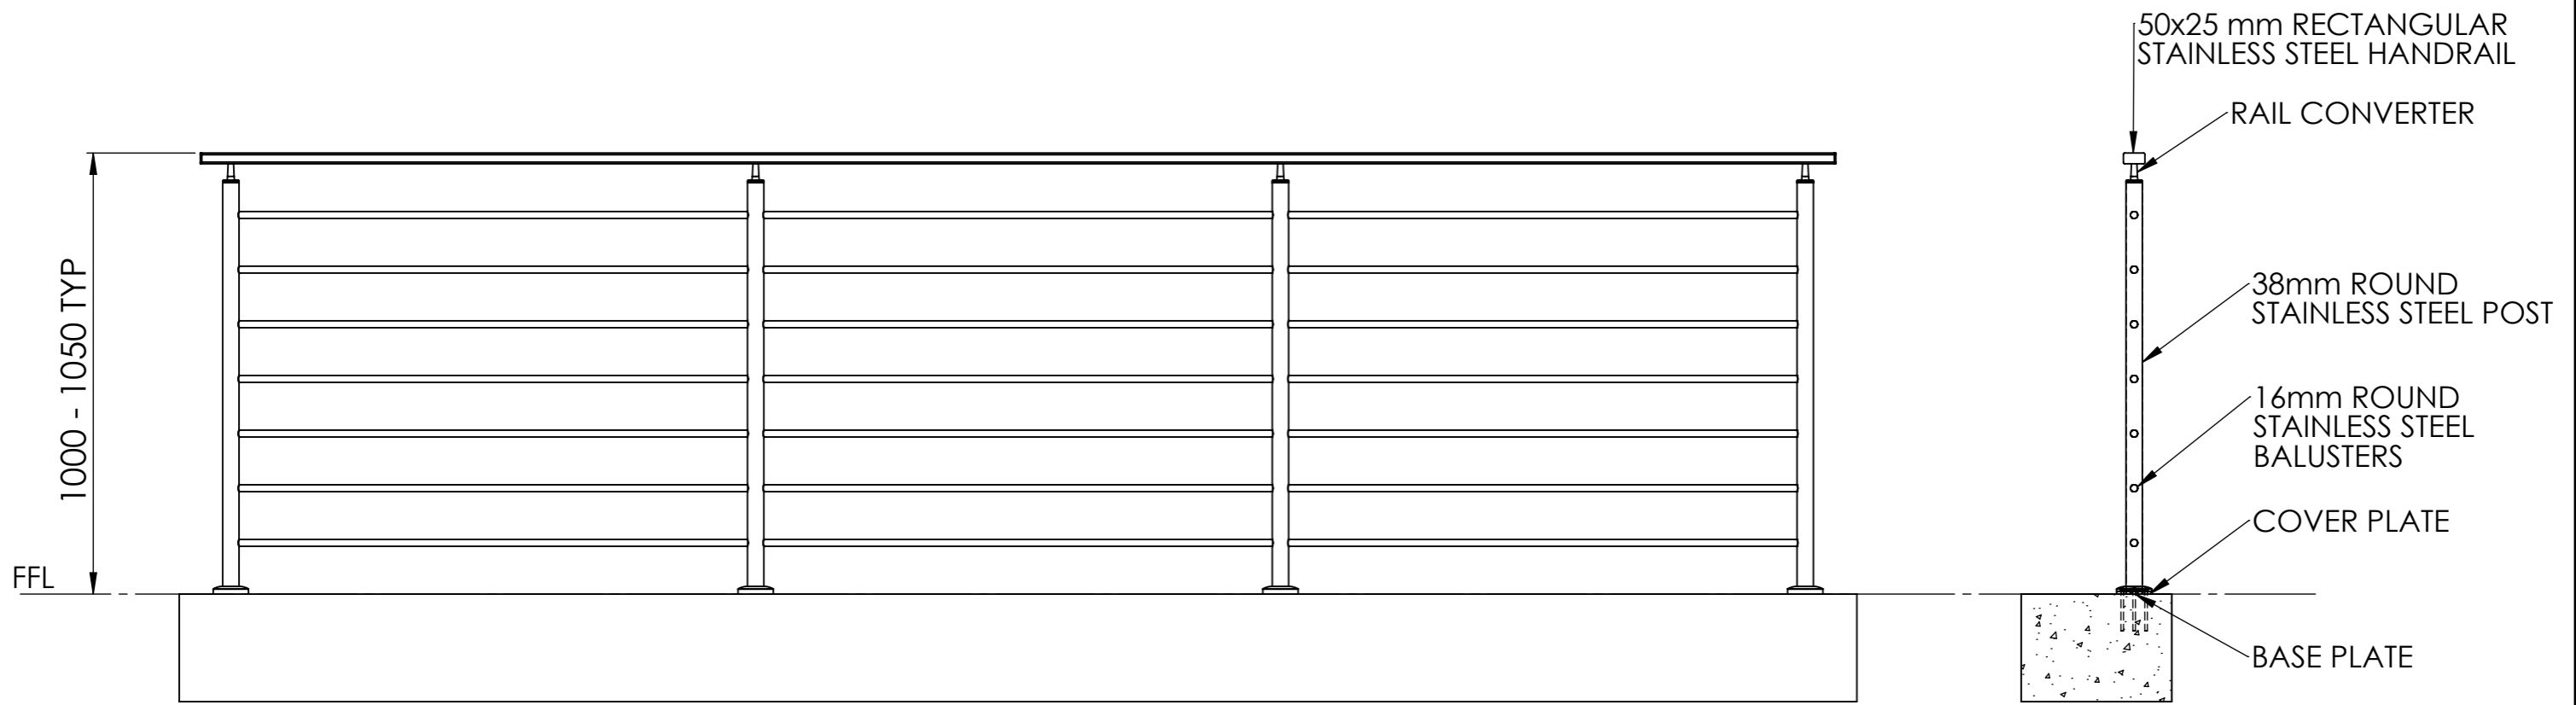 50x25 mm RECTANGULAR
STAINLESS STEEL HANDRAIL
RAIL CONVERTER
1000 - 1050 TYP
38mm ROUND
STAINLESS STEEL POST
16mm ROUND
STAINLESS STEEL
BALUSTERS
COVER PLATE
FFL
BASE PLATE